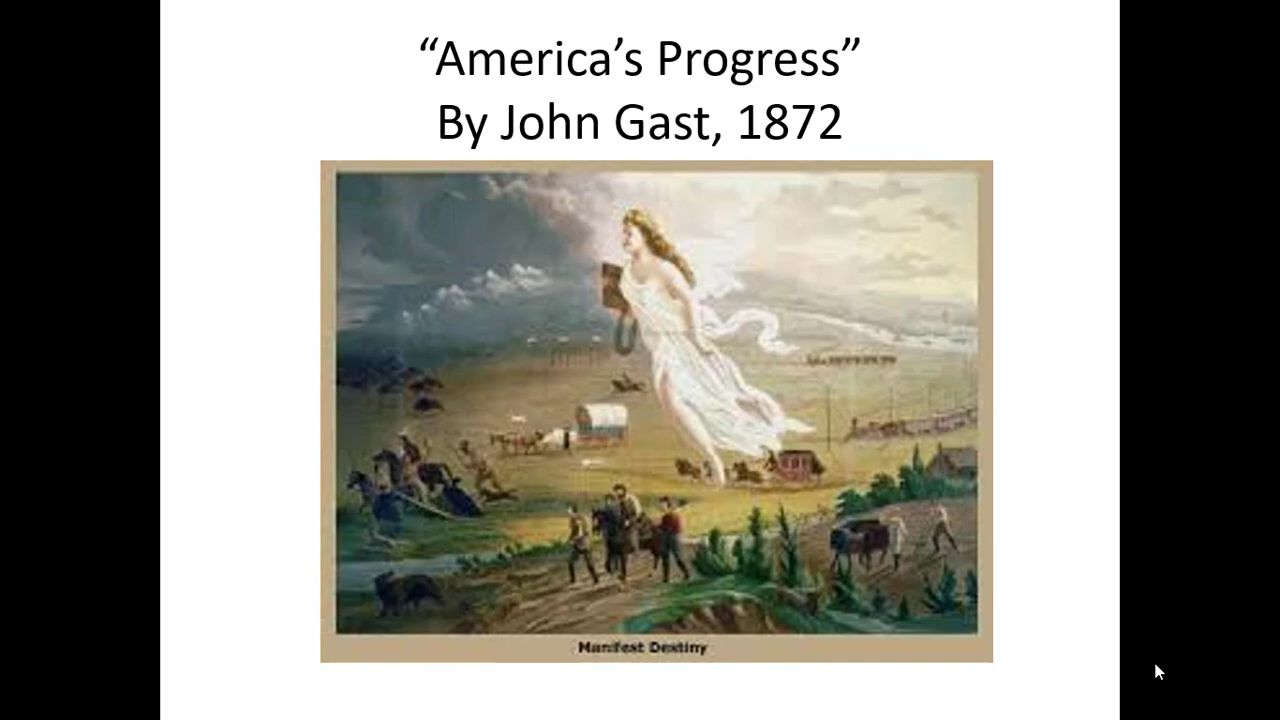 “America’s Progress”
By John Gast, 1872
Manifest Destiny